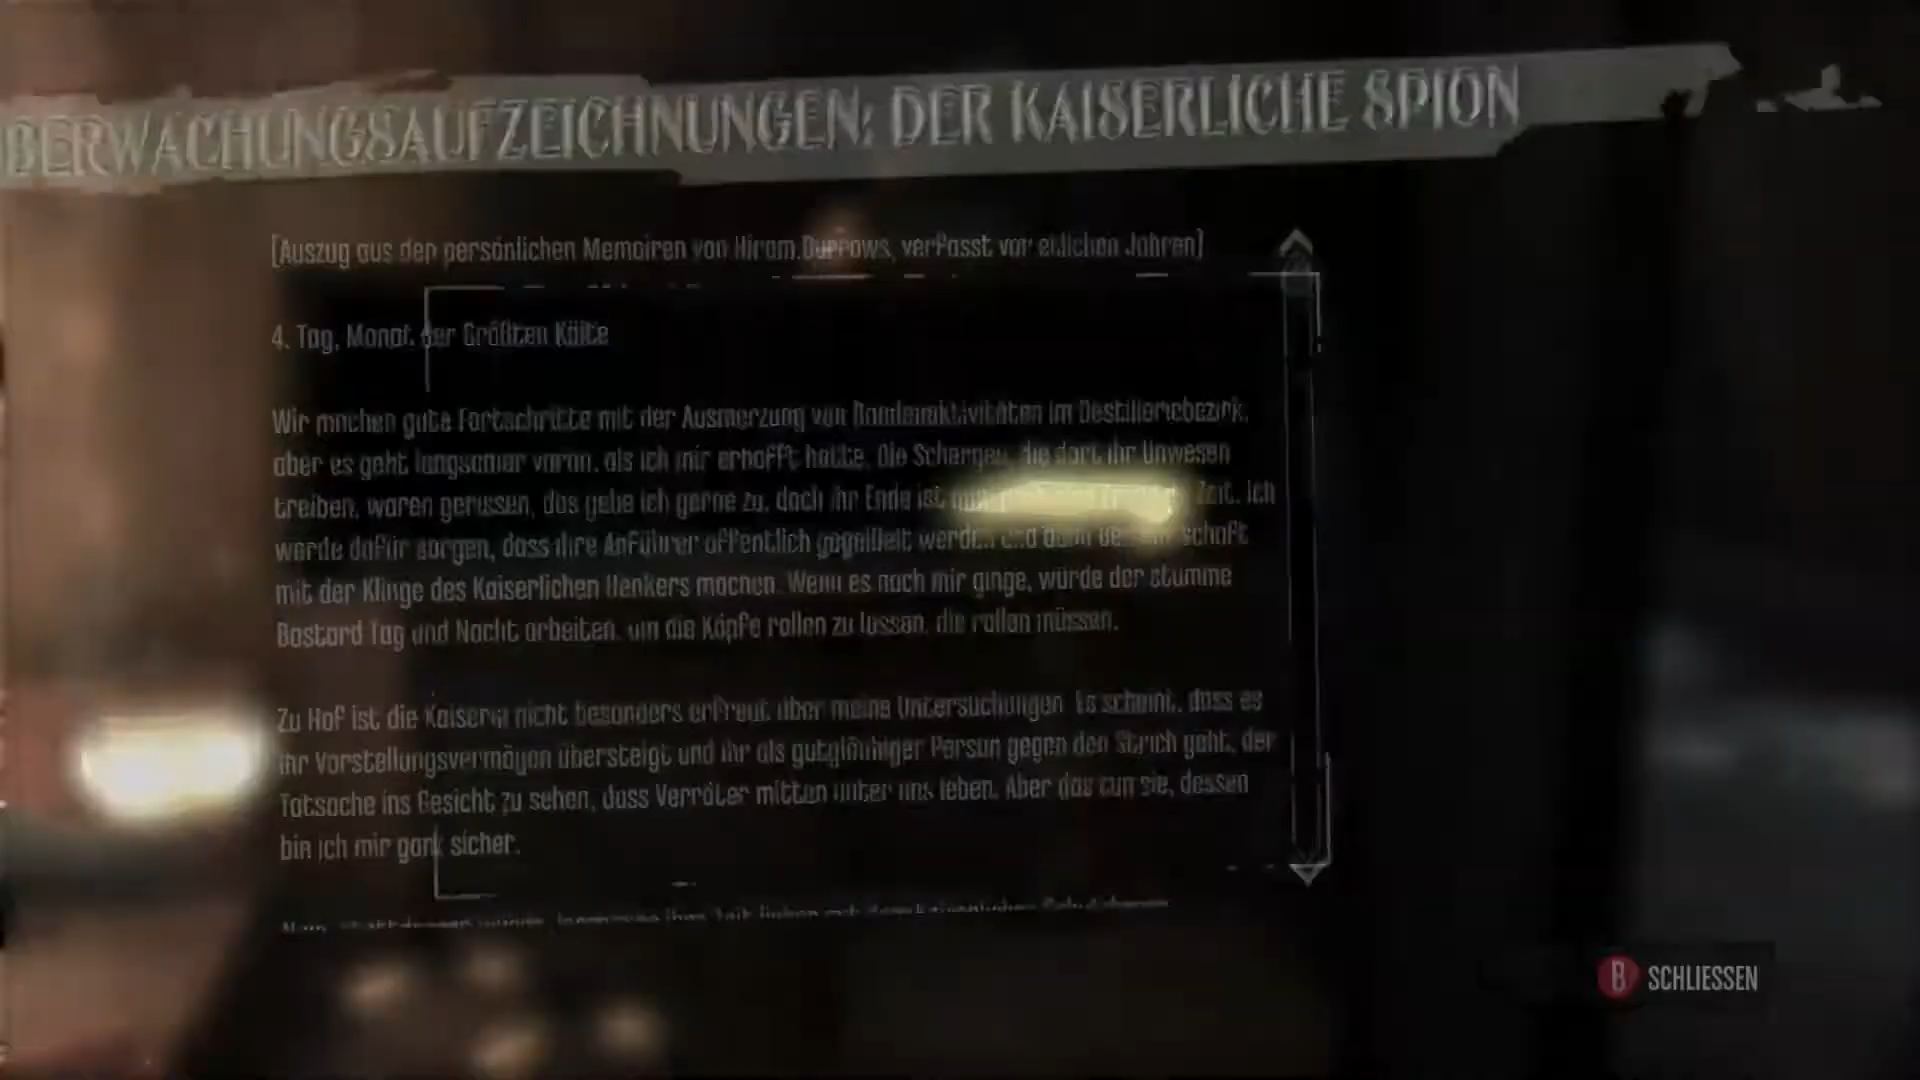 BERWACHUNGSAUFZEICHNUNGEN: DER KAISERLICHE SPION
[Auszug aus den persönlichen Memoiren von Hiram Burrows, verfasst vor etlichen Jahren]
4. Tag, Monat der Größten Kälte
Wir machen gute Fortschritte mit der Ausmerzung von Bandenaktivitäten im Destilleriebezirk,
aber es geht langsamer voran, als ich mir erhofft hatte. Die Schergen, die dort ihr Unwesen
treiben, waren gerissen, das gebe ich gerne zu, doch ihr Ende ist Zeit. Ich
werde dafür sorgen, dass ihre Anführer öffentlich gegeißelt werden und dann schaft
mit der Klinge des Kaiserlichen Henkers machen. Wenn es nach mir ginge, würde der stumme
Bastard Tag und Nacht arbeiten, um die Köpfe rollen zu lassen, die rollen müssen.
Zu Hof ist die Kaiserin nicht besonders erfreut über meine Untersuchungen. Es scheint, dass es
ihr Vorstellungsvermögen übersteigt und ihr als gutgläubiger Person gegen den Strich geht, der
Tatsache ins Gesicht zu sehen, dass Verräter mitten unter uns leben. Aber das tun sie, dessen
bin ich mir ganz sicher.
B SCHLIESSEN